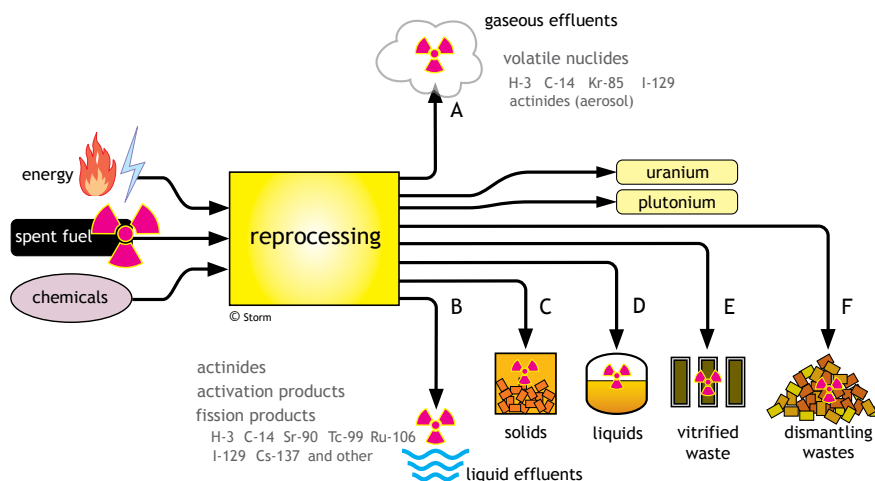 gaseous effluents
volatile nuclides
H-3 C-14 Kr-85 I-129
actinides (aerosol)
A
energy
uranium
plutonium
spent fuel
reprocessing
chemicals
© Storm
B
C
D
E
F
actinides
activation products
fission products
H-3 C-14 Sr-90 Tc-99 Ru-106
I-129 Cs-137 and other
liquid effluents
solids
liquids
vitrified
waste
dismantling
wastes